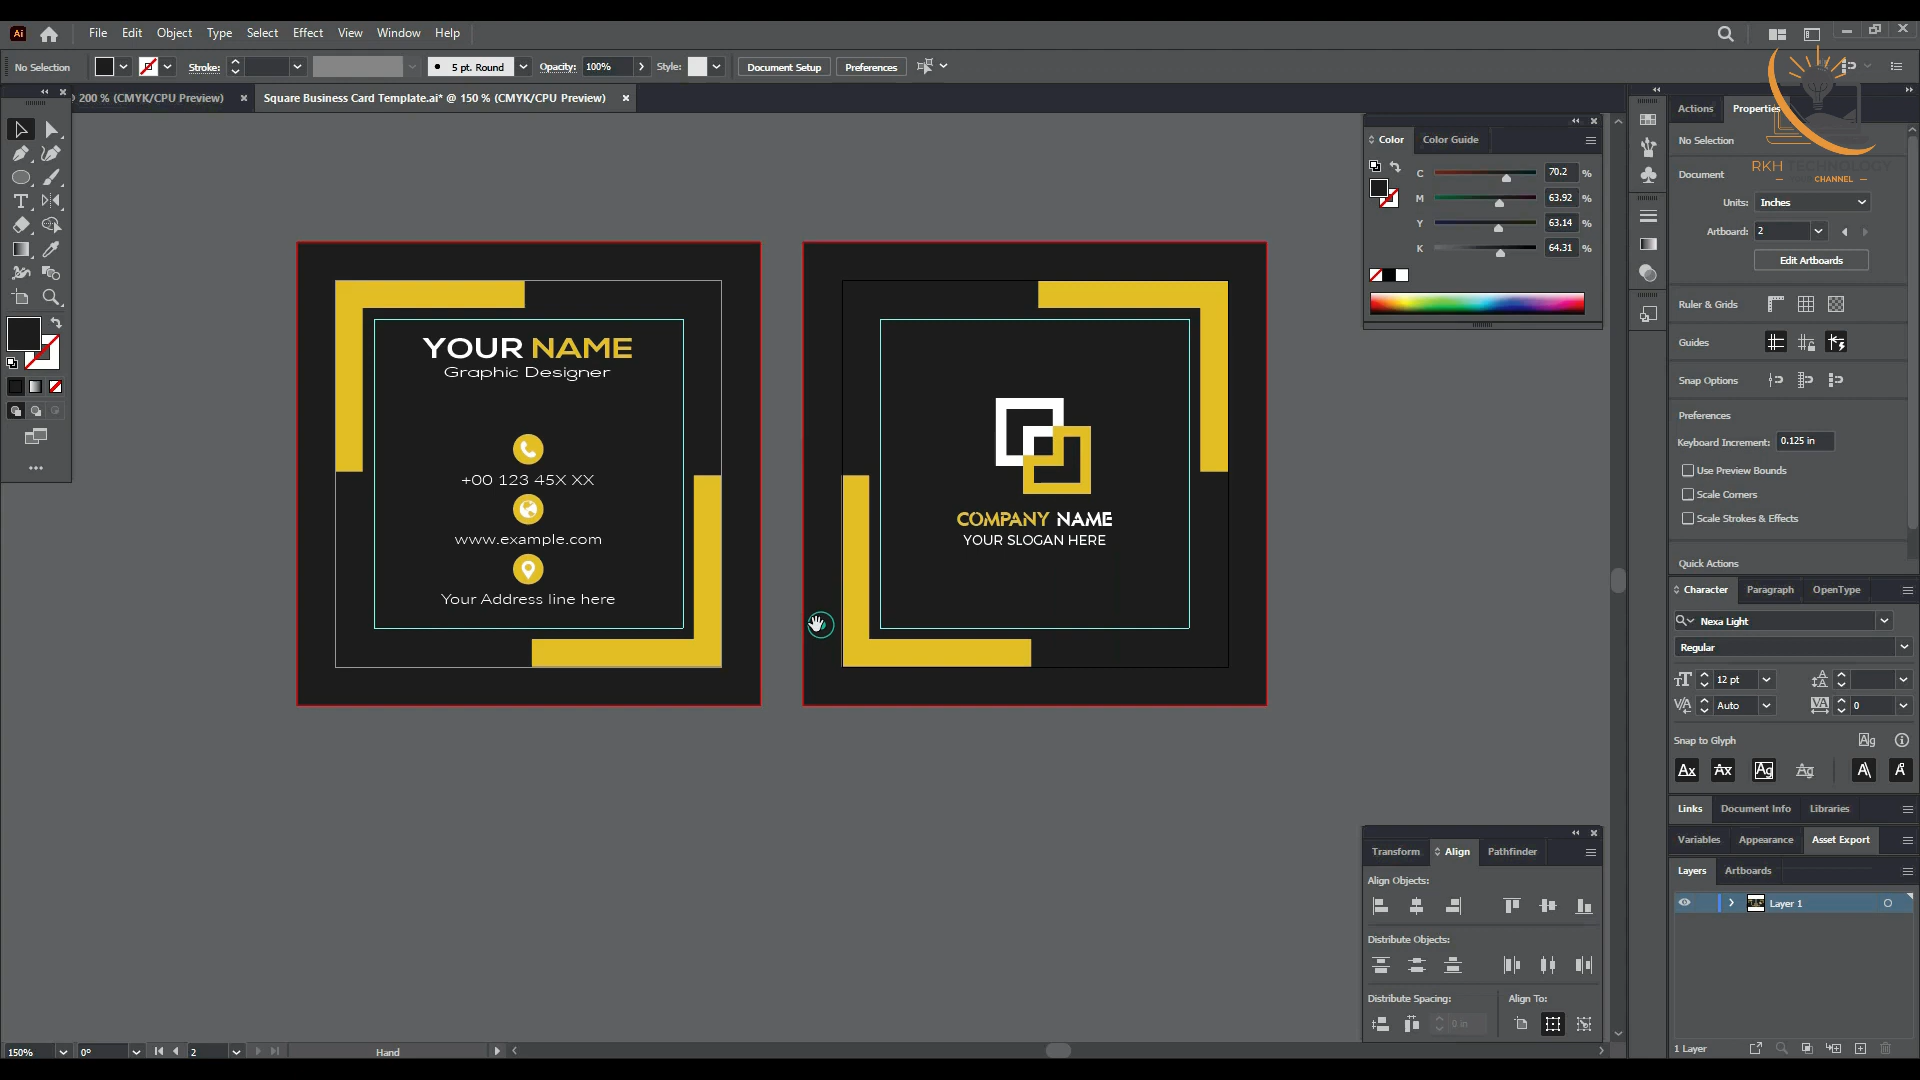 Ai File Edit Object Type Select Effect View Window Help
No Selection Stroke: 5 pt. Round Opacity: 100% Style: Document Setup Preferences
200 % (CMYK/CPU Preview) Square Business Card Template.ai* @ 150 % (CMYK/CPU Preview)
YOUR NAME
Graphic Designer
+00 123 45X XX
www.example.com
Your Address line here
COMPANY NAME
YOUR SLOGAN HERE
Color Color Guide
C 70.2 %
M 63.92 %
Y 63.14 %
K 64.31 %
Actions Properties
No Selection
RKH TECHNOLOGY
CHANNEL
Document
Units: Inches
Artboard: 2
Edit Artboards
Ruler & Grids
Guides
Snap Options
Preferences
Keyboard Increment: 0.125 in
Use Preview Bounds
Scale Corners
Scale Strokes & Effects
Quick Actions
Character Paragraph OpenType
Nexa Light
Regular
12 pt
Auto 0
Snap to Glyph
Links Document Info Libraries
Variables Appearance Asset Export
Layers Artboards
Layer 1
1 Layer
Transform Align Pathfinder
Align Objects:
Distribute Objects:
Distribute Spacing: Align To:
0 in
150% 0° 2 Hand